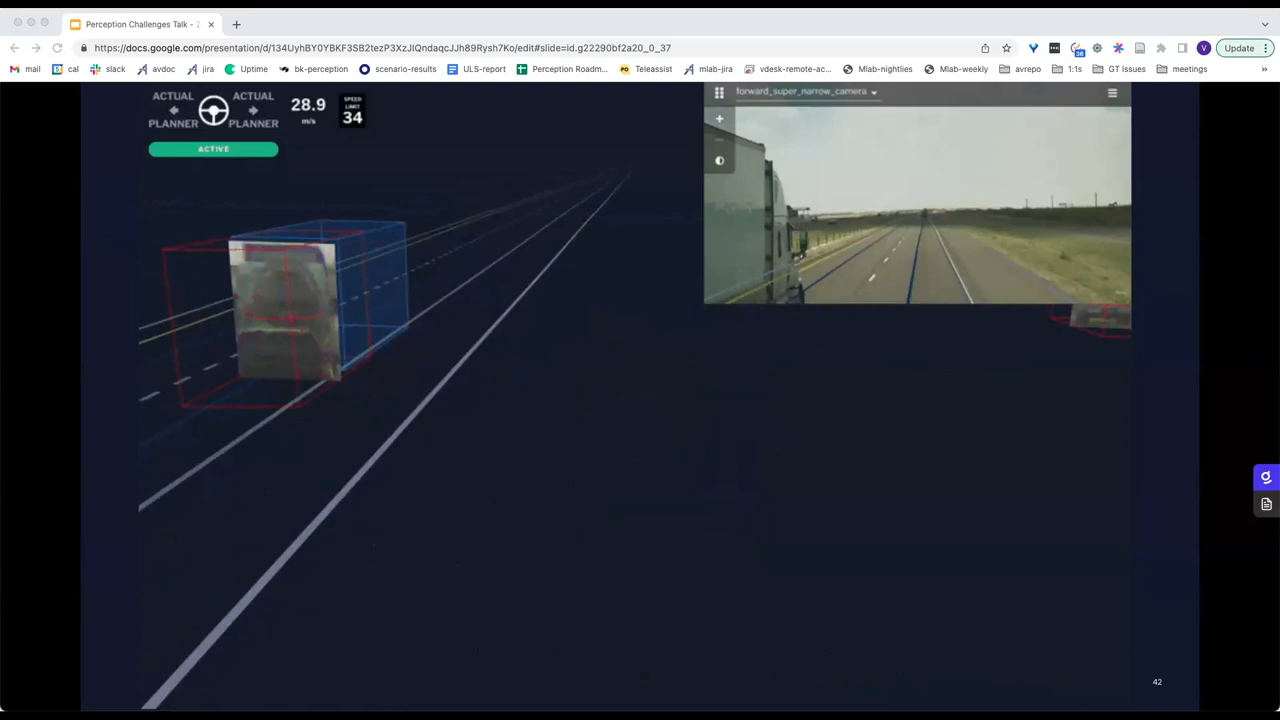 Perception Challenges Talk - 2
https://docs.google.com/presentation/d/134UyhBY0YBKF3SB2tezP3XzJIQndaqcJJh89Rysh7Ko/edit#slide=id.g22290bf2a20_0_37
36
V
Update
mail
cal
slack
avdoc
jira
Uptime
bk-perception
scenario-results
ULS-report
Perception Roadm...
Teleassist
mlab-jira
vdesk-remote-ac...
Mlab-nightlies
Mlab-weekly
avrepo
1:1s
GT Issues
meetings
»
ACTUAL
PLANNER
ACTUAL
PLANNER
28.9
m/s
SPEED
LIMIT
34
ACTIVE
forward_super_narrow_camera
42